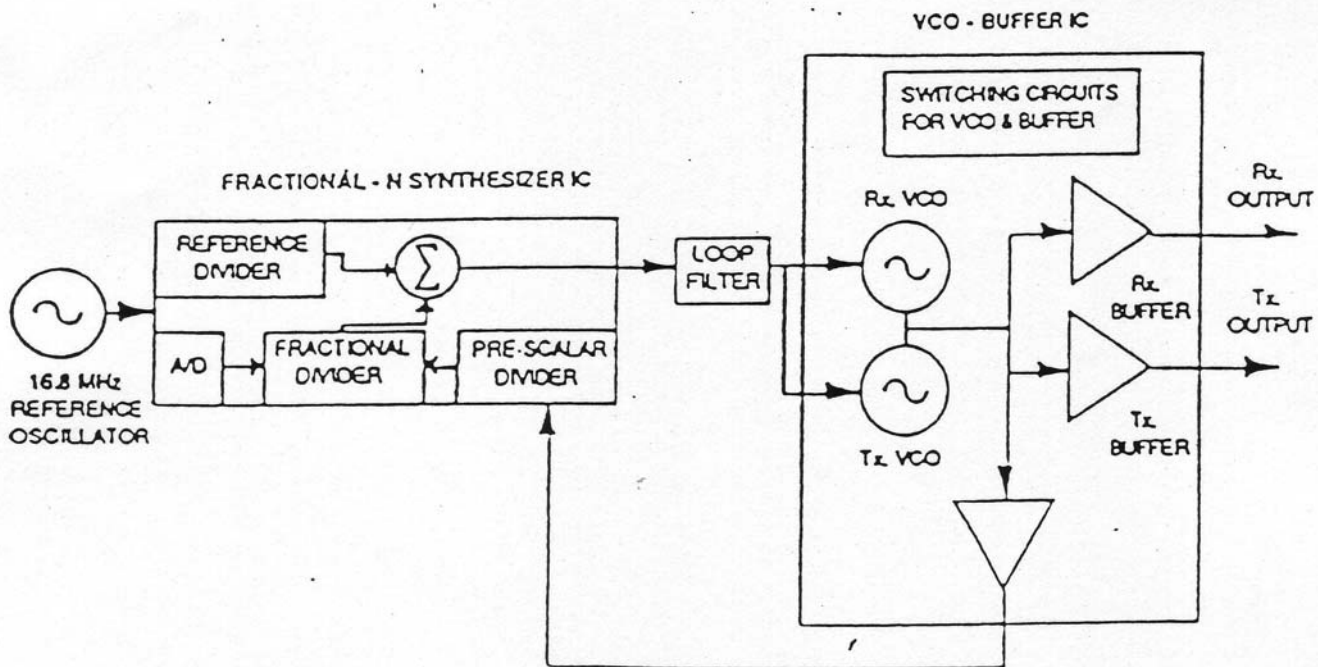 VCO - BUFFER IC
SWITCHING CIRCUITS
FOR VCO & BUFFER
FRACTIONAL - N SYNTHESIZER IC
REFERENCE
DIVIDER
Σ
A/D
FRACTIONAL
DIVIDER
PRE-SCALAR
DIVIDER
16.8 MHz
REFERENCE
OSCILLATOR
LOOP
FILTER
Rx VCO
Tx VCO
Rx
BUFFER
Tx
BUFFER
Rx
OUTPUT
Tx
OUTPUT